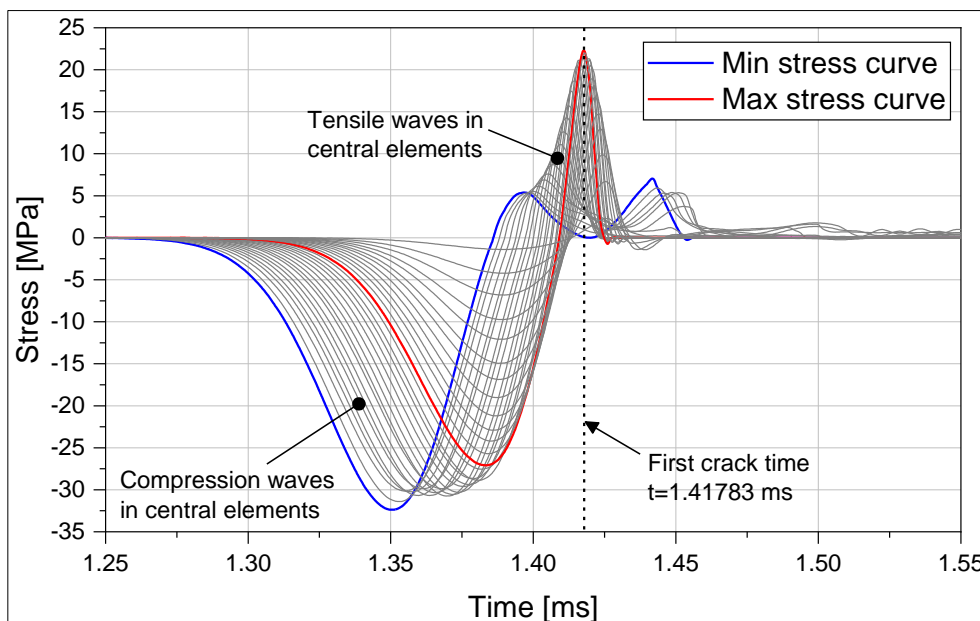 25
20
15
10
5
0
-5
-10
-15
-20
-25
-30
-35
Stress [MPa]
Min stress curve
Max stress curve
Tensile waves in
central elements
Compression waves
in central elements
First crack time
t=1.41783 ms
1.25
1.30
1.35
1.40
1.45
1.50
1.55
Time [ms]